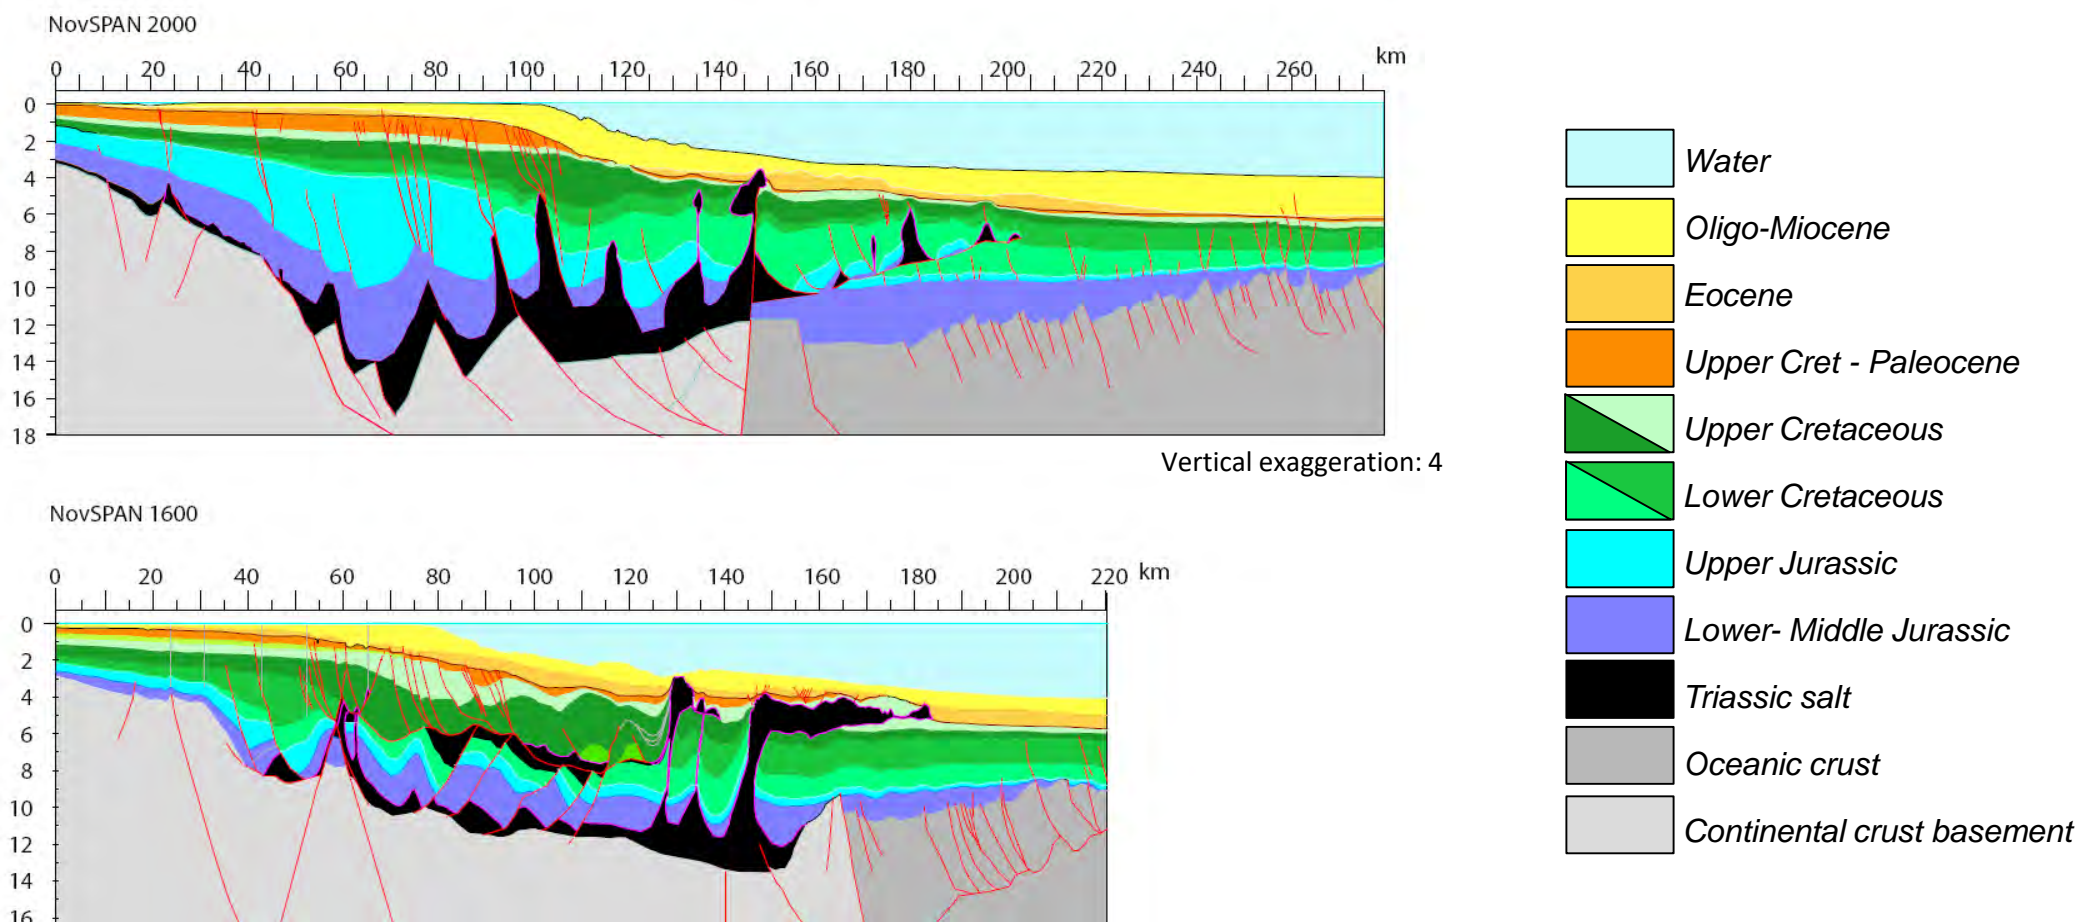 NovSPAN 2000
0 20 40 60 80 100 120 140 160 180 200 220 240 260 km
0
2
4
6
8
10
12
14
16
18
Vertical exaggeration: 4
NovSPAN 1600
0 20 40 60 80 100 120 140 160 180 200 220 km
0
2
4
6
8
10
12
14
16
Water
Oligo-Miocene
Eocene
Upper Cret - Paleocene
Upper Cretaceous
Lower Cretaceous
Upper Jurassic
Lower- Middle Jurassic
Triassic salt
Oceanic crust
Continental crust basement